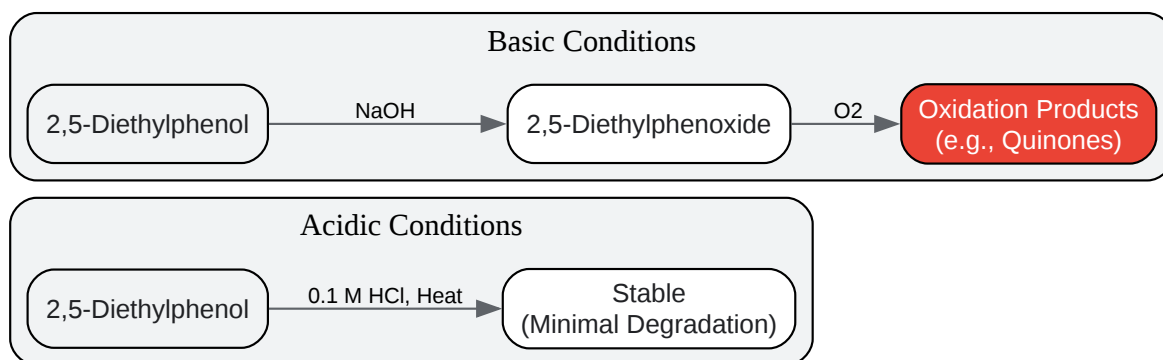 Basic Conditions
2,5-Diethylphenol
NaOH
2,5-Diethylphenoxide
O2
Oxidation Products
(e.g., Quinones)
Acidic Conditions
2,5-Diethylphenol
0.1 M HCl, Heat
Stable
(Minimal Degradation)